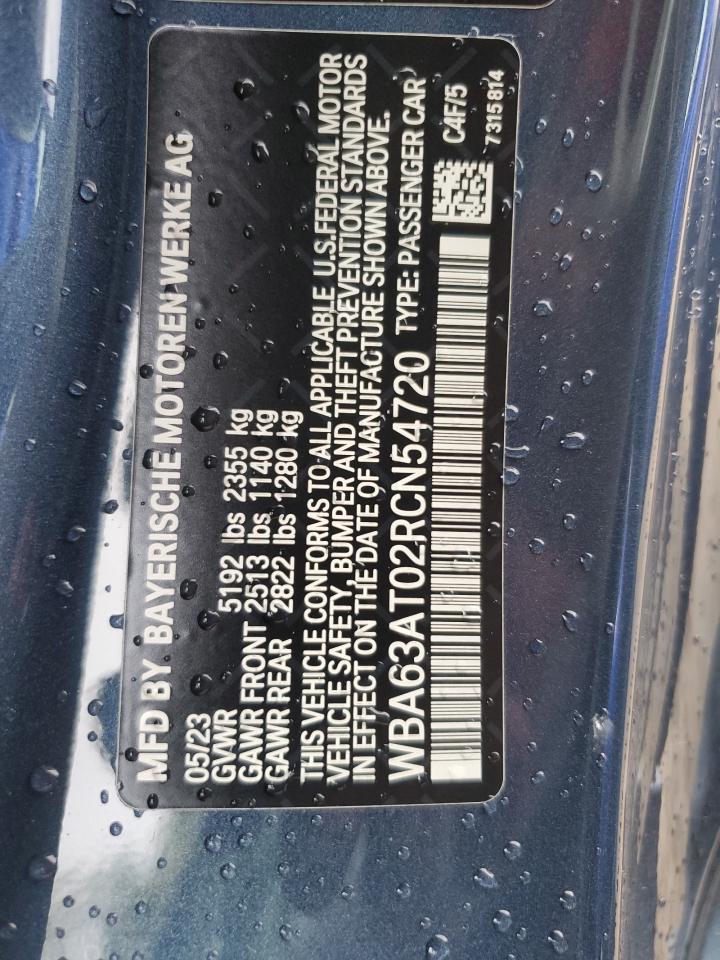 MFD BY BAYERISCHE MOTOREN WERKE AG
05/23
GVWR 5192 lbs 2355 kg
GAWR FRONT 2513 lbs 1140 kg
GAWR REAR 2822 lbs 1280 kg
THIS VEHICLE CONFORMS TO ALL APPLICABLE U.S.FEDERAL MOTOR
VEHICLE SAFETY, BUMPER AND THEFT PREVENTION STANDARDS
IN EFFECT ON THE DATE OF MANUFACTURE SHOWN ABOVE.
WBA63AT02RCN54720 TYPE: PASSENGER CAR
C4F/5
7315814